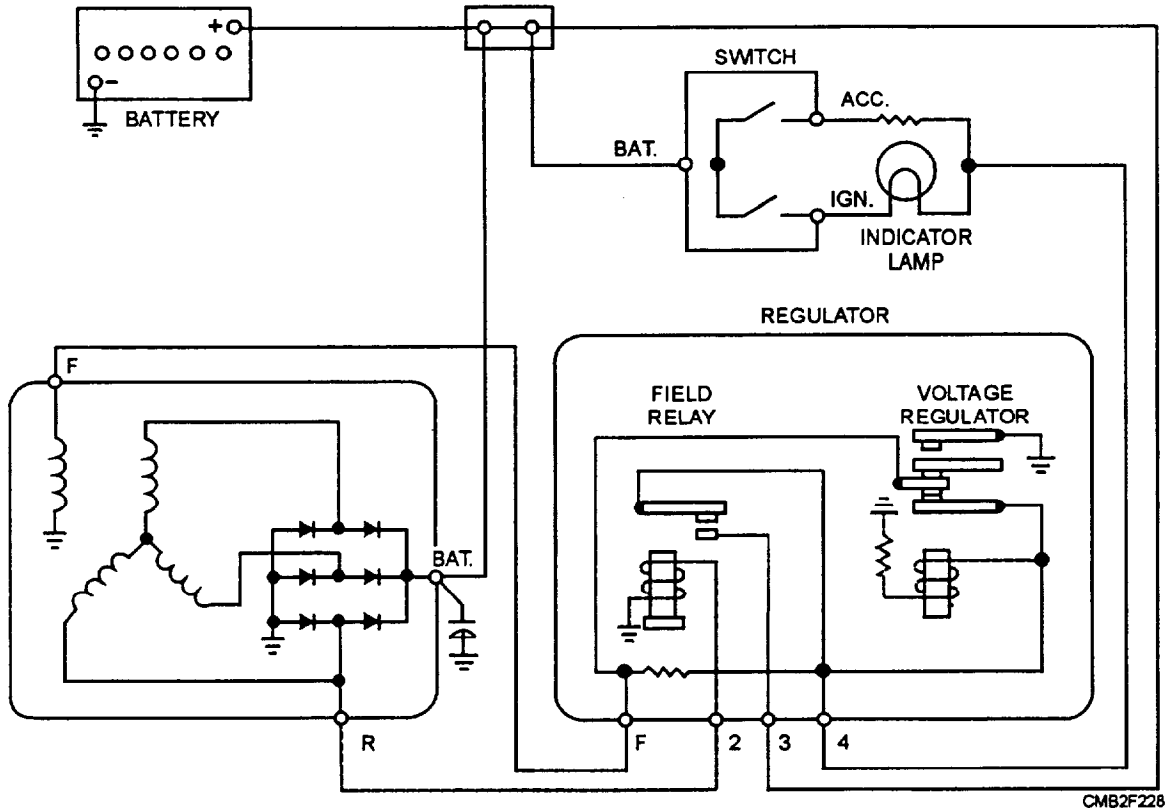 +
-
BATTERY
SWITCH
ACC.
BAT.
IGN.
INDICATOR
LAMP
REGULATOR
F
FIELD
RELAY
VOLTAGE
REGULATOR
BAT.
R
F
2
3
4
CMB2F228